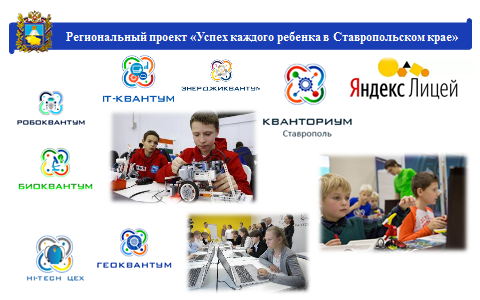 Региональный проект «Успех каждого ребенка в Ставропольском крае»
IT-КВАНТУМ
ЭНЕРДЖИКВАНТУМ
Яндекс Лицей
РОБОКВАНТУМ
КВАНТОРИУМ
Ставрополь
БИОКВАНТУМ
HI-TECH ЦЕХ
ГЕОКВАНТУМ